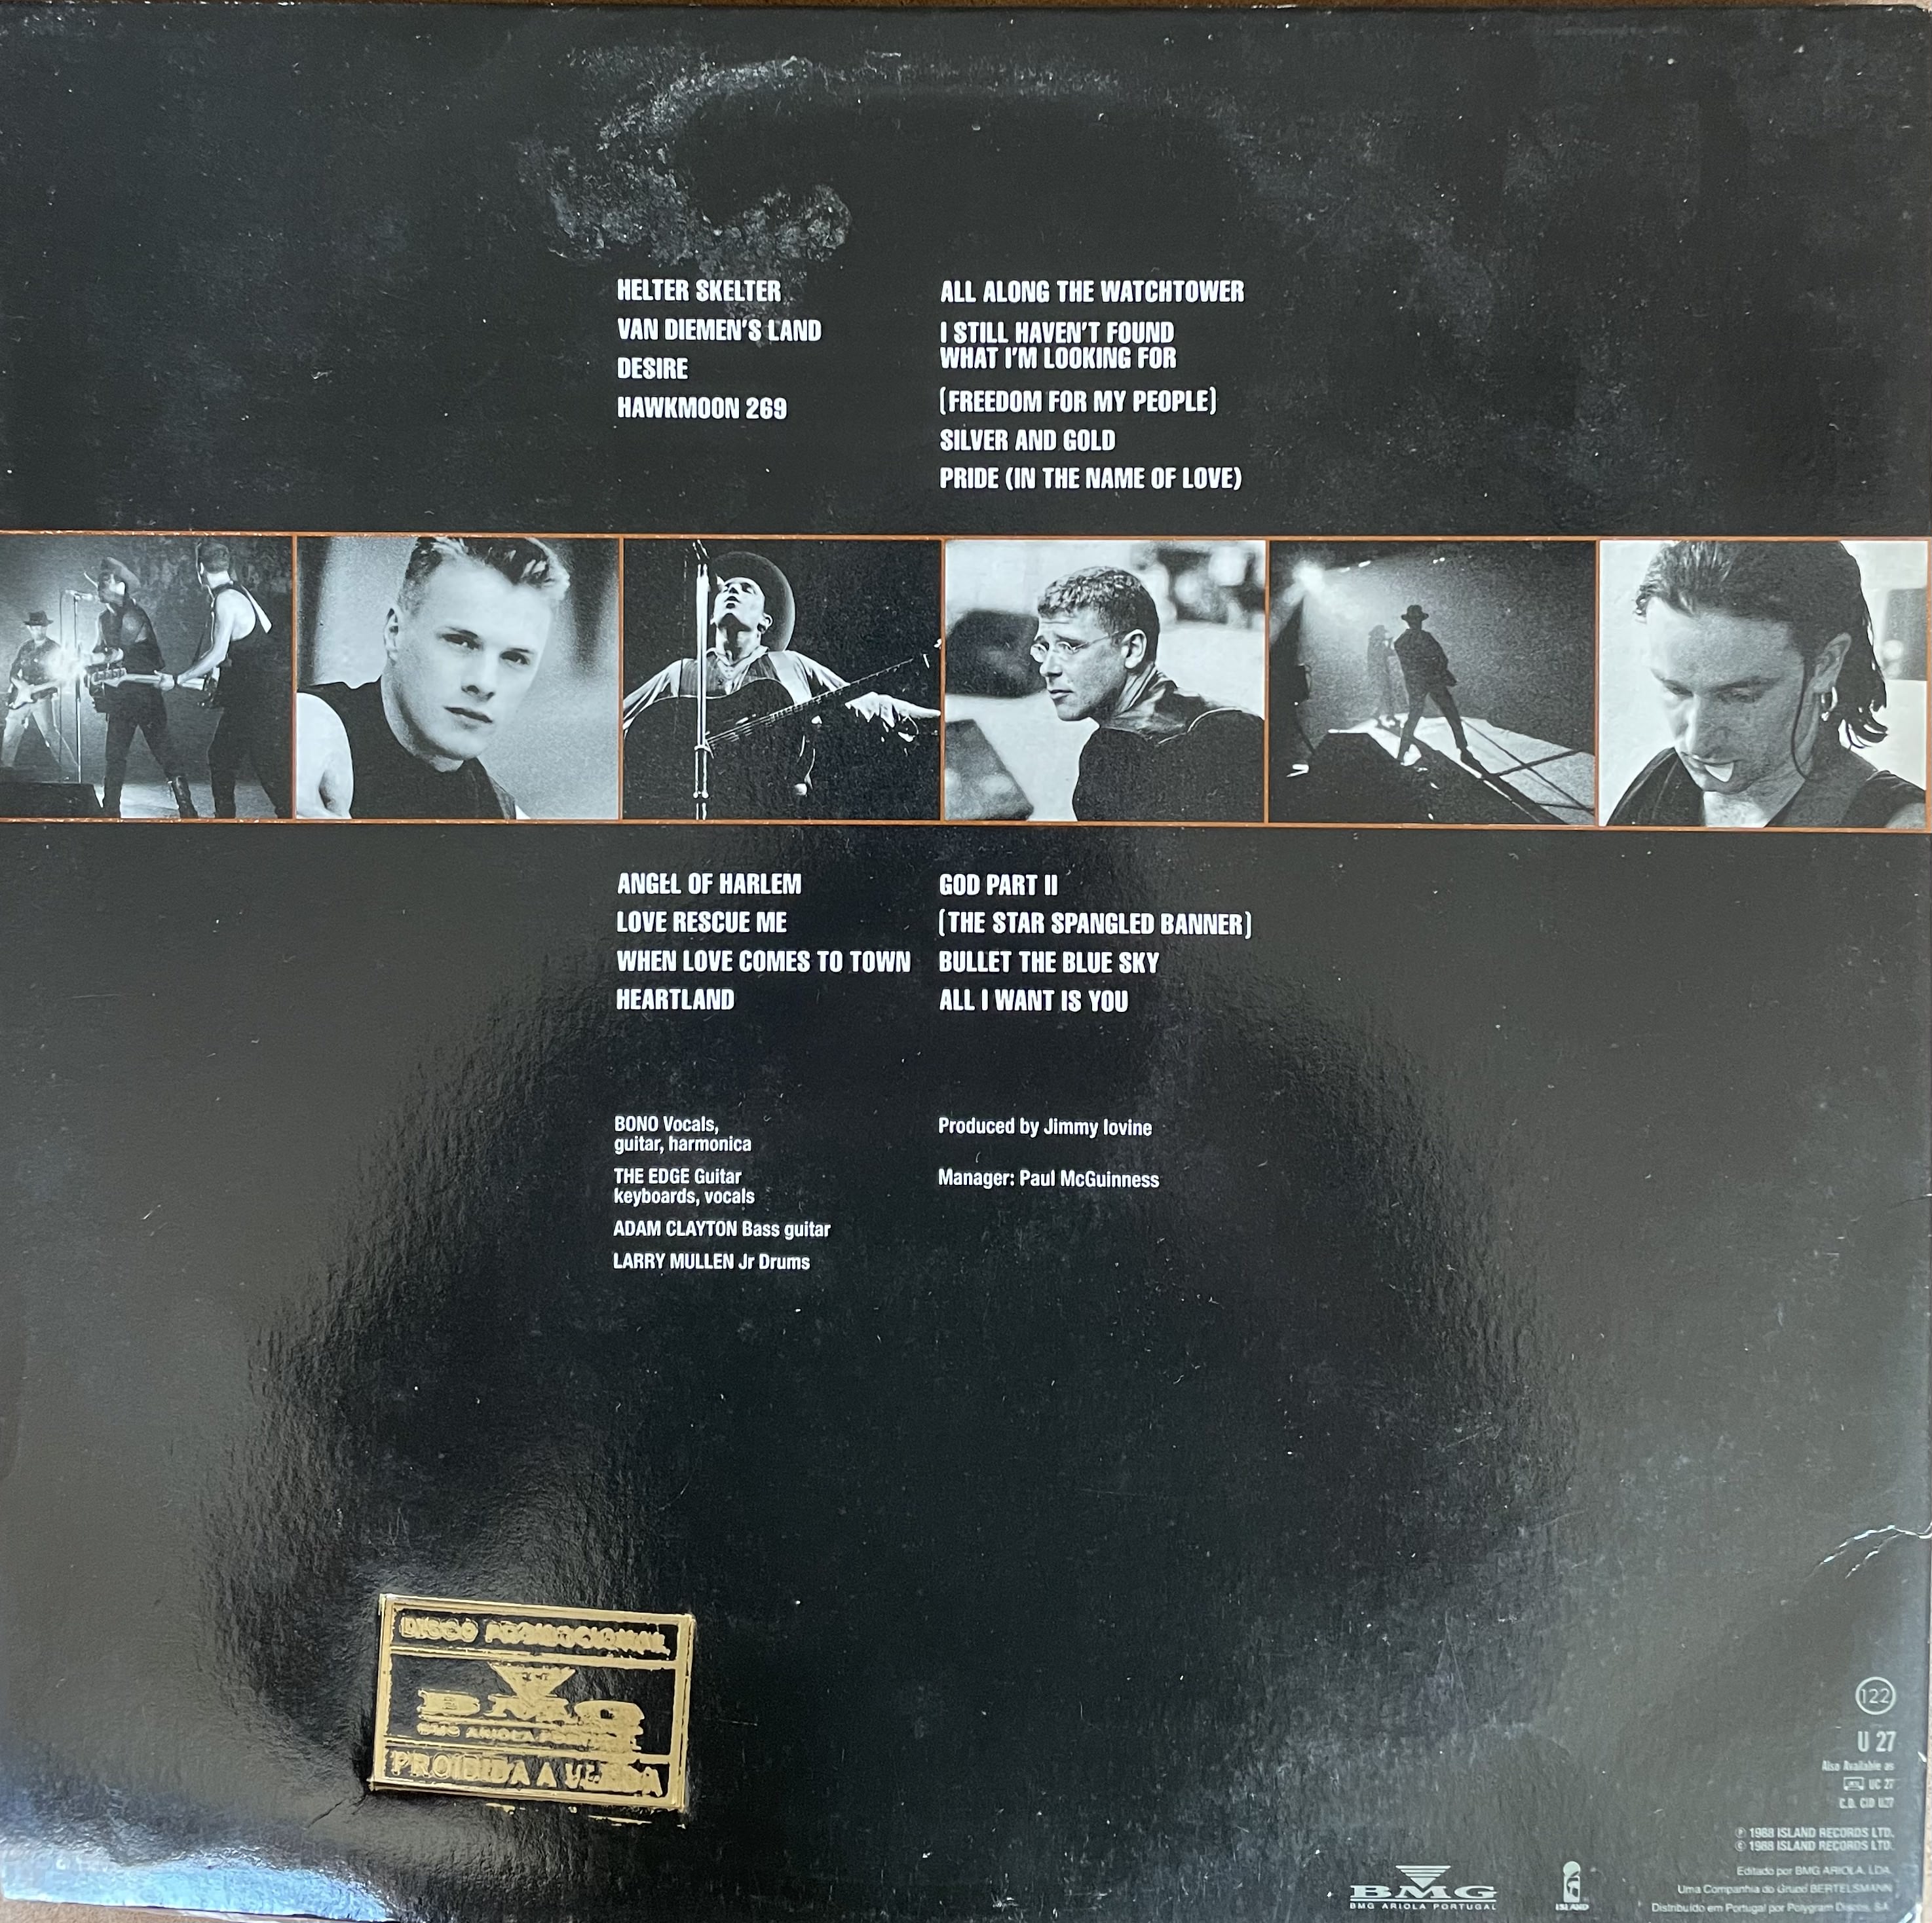 HELTER SKELTER
VAN DIEMEN'S LAND
DESIRE
HAWKMOON 269
ALL ALONG THE WATCHTOWER
I STILL HAVEN'T FOUND
WHAT I'M LOOKING FOR
(FREEDOM FOR MY PEOPLE)
SILVER AND GOLD
PRIDE (IN THE NAME OF LOVE)
ANGEL OF HARLEM
LOVE RESCUE ME
WHEN LOVE COMES TO TOWN
HEARTLAND
GOD PART II
(THE STAR SPANGLED BANNER)
BULLET THE BLUE SKY
ALL I WANT IS YOU
BONO Vocals,
guitar, harmonica
THE EDGE Guitar
keyboards, vocals
ADAM CLAYTON Bass guitar
LARRY MULLEN Jr Drums
Produced by Jimmy Iovine
Manager: Paul McGuinness
DISCO PROMOCIONAL
BMG
BMG ARIOLA
PROIBIDA A VENDA
122
U 27
Also Available as
UC 27
C.D. CID U27
℗ 1988 ISLAND RECORDS LTD.
© 1988 ISLAND RECORDS LTD.
Editado por BMG ARIOLA, LDA.
Uma Companhia do Grupo BERTELSMANN
Distribuído em Portugal por Polygram Discos, SA
BMG
BMG ARIOLA PORTUGAL
ISLAND